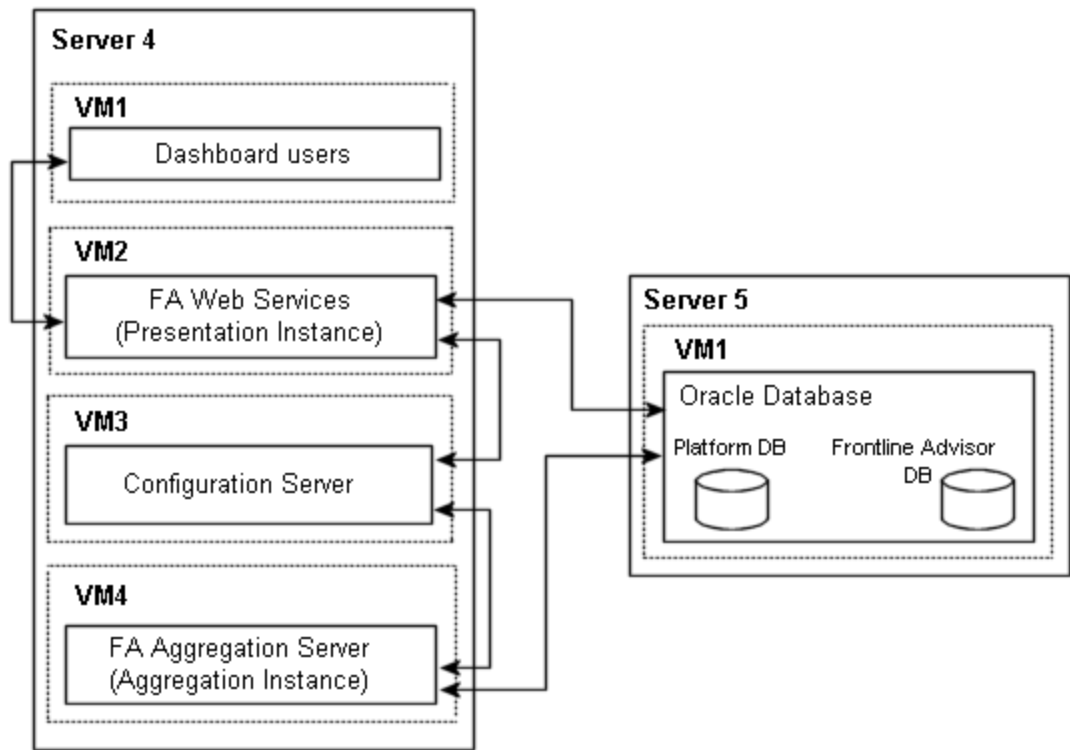 Server 4
VM1
Dashboard users
VM2
FA Web Services
(Presentation Instance)
VM3
Configuration Server
VM4
FA Aggregation Server
(Aggregation Instance)
Server 5
VM1
Oracle Database
Platform DB
Frontline Advisor
DB